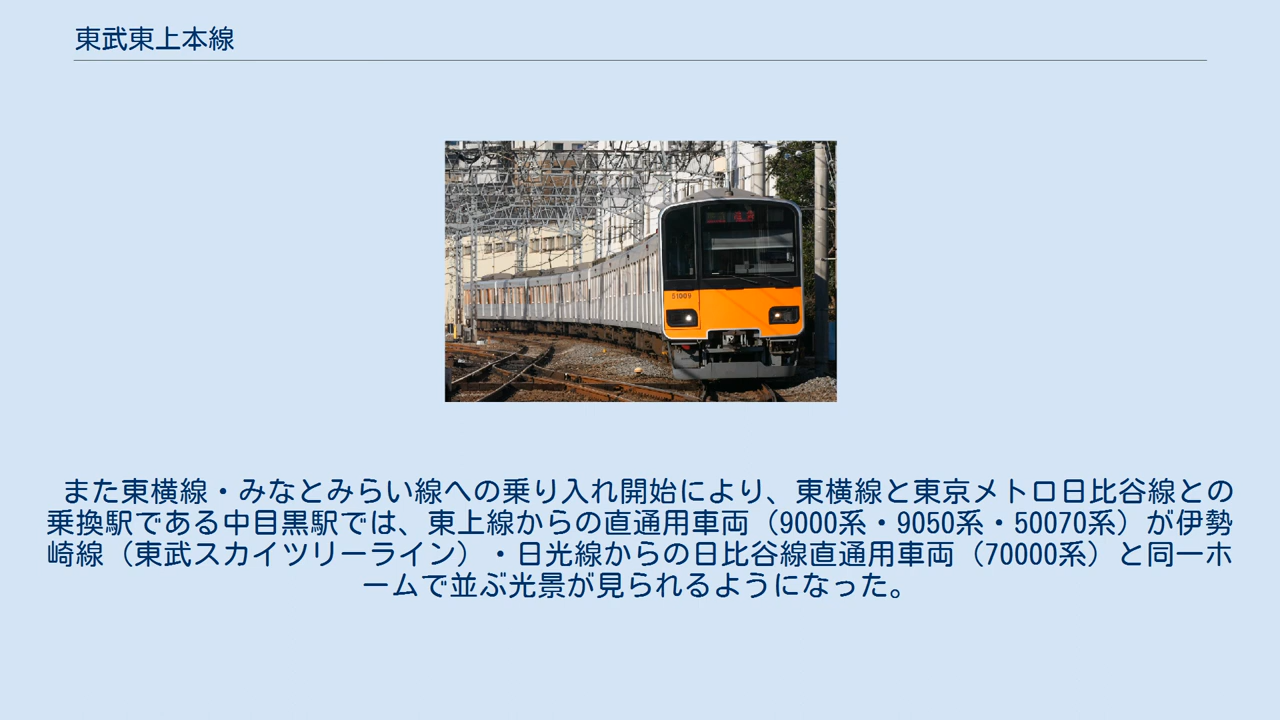 東武東上本線
51009
また東横線・みなとみらい線への乗り入れ開始により、東横線と東京メトロ日比谷線との
乗換駅である中目黒駅では、東上線からの直通用車両（9000系・9050系・50070系）が伊勢
崎線（東武スカイツリーライン）・日光線からの日比谷線直通用車両（70000系）と同一ホ
ームで並ぶ光景が見られるようになった。